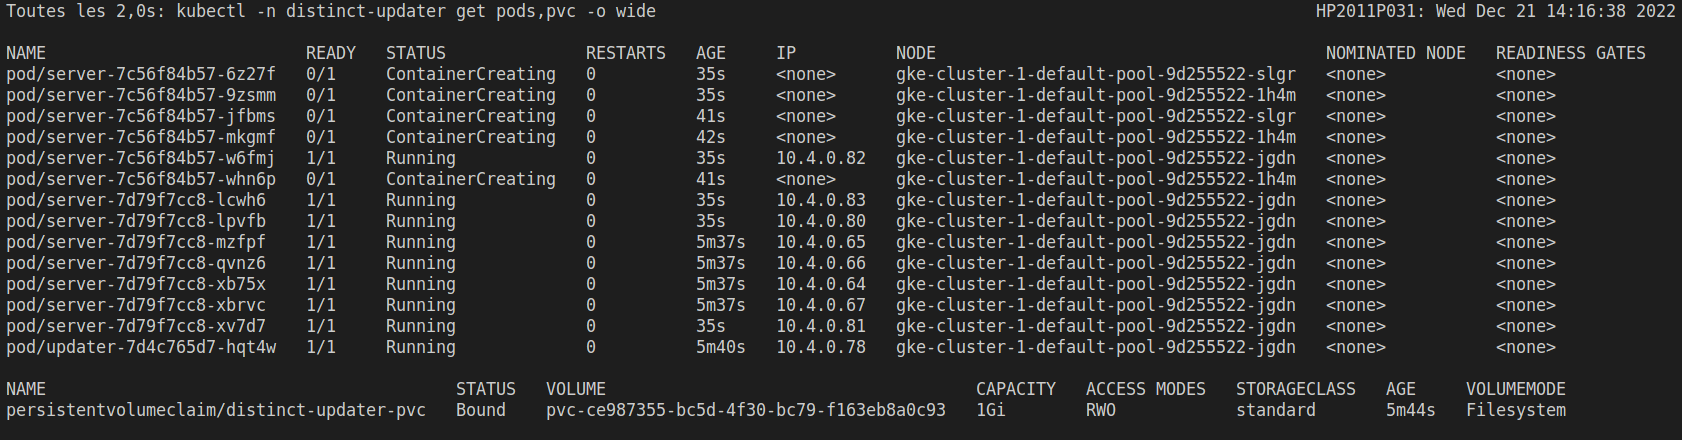 Toutes les 2,0s: kubectl -n distinct-updater get pods,pvc -o wide HP2011P031: Wed Dec 21 14:16:38 2022
NAME READY STATUS RESTARTS AGE IP NODE NOMINATED NODE READINESS GATES
pod/server-7c56f84b57-6z27f 0/1 ContainerCreating 0 35s <none> gke-cluster-1-default-pool-9d255522-slgr <none> <none>
pod/server-7c56f84b57-9zsmm 0/1 ContainerCreating 0 35s <none> gke-cluster-1-default-pool-9d255522-1h4m <none> <none>
pod/server-7c56f84b57-jfbms 0/1 ContainerCreating 0 41s <none> gke-cluster-1-default-pool-9d255522-slgr <none> <none>
pod/server-7c56f84b57-mkgmf 0/1 ContainerCreating 0 42s <none> gke-cluster-1-default-pool-9d255522-1h4m <none> <none>
pod/server-7c56f84b57-w6fmj 1/1 Running 0 35s 10.4.0.82 gke-cluster-1-default-pool-9d255522-jgdn <none> <none>
pod/server-7c56f84b57-whn6p 0/1 ContainerCreating 0 41s <none> gke-cluster-1-default-pool-9d255522-1h4m <none> <none>
pod/server-7d79f7cc8-lcwh6 1/1 Running 0 35s 10.4.0.83 gke-cluster-1-default-pool-9d255522-jgdn <none> <none>
pod/server-7d79f7cc8-lpvfb 1/1 Running 0 35s 10.4.0.80 gke-cluster-1-default-pool-9d255522-jgdn <none> <none>
pod/server-7d79f7cc8-mzfpf 1/1 Running 0 5m37s 10.4.0.65 gke-cluster-1-default-pool-9d255522-jgdn <none> <none>
pod/server-7d79f7cc8-qvnz6 1/1 Running 0 5m37s 10.4.0.66 gke-cluster-1-default-pool-9d255522-jgdn <none> <none>
pod/server-7d79f7cc8-xb75x 1/1 Running 0 5m37s 10.4.0.64 gke-cluster-1-default-pool-9d255522-jgdn <none> <none>
pod/server-7d79f7cc8-xbrvc 1/1 Running 0 5m37s 10.4.0.67 gke-cluster-1-default-pool-9d255522-jgdn <none> <none>
pod/server-7d79f7cc8-xv7d7 1/1 Running 0 35s 10.4.0.81 gke-cluster-1-default-pool-9d255522-jgdn <none> <none>
pod/updater-7d4c765d7-hqt4w 1/1 Running 0 5m40s 10.4.0.78 gke-cluster-1-default-pool-9d255522-jgdn <none> <none>
NAME STATUS VOLUME CAPACITY ACCESS MODES STORAGECLASS AGE VOLUMEMODE
persistentvolumeclaim/distinct-updater-pvc Bound pvc-ce987355-bc5d-4f30-bc79-f163eb8a0c93 1Gi RWO standard 5m44s Filesystem